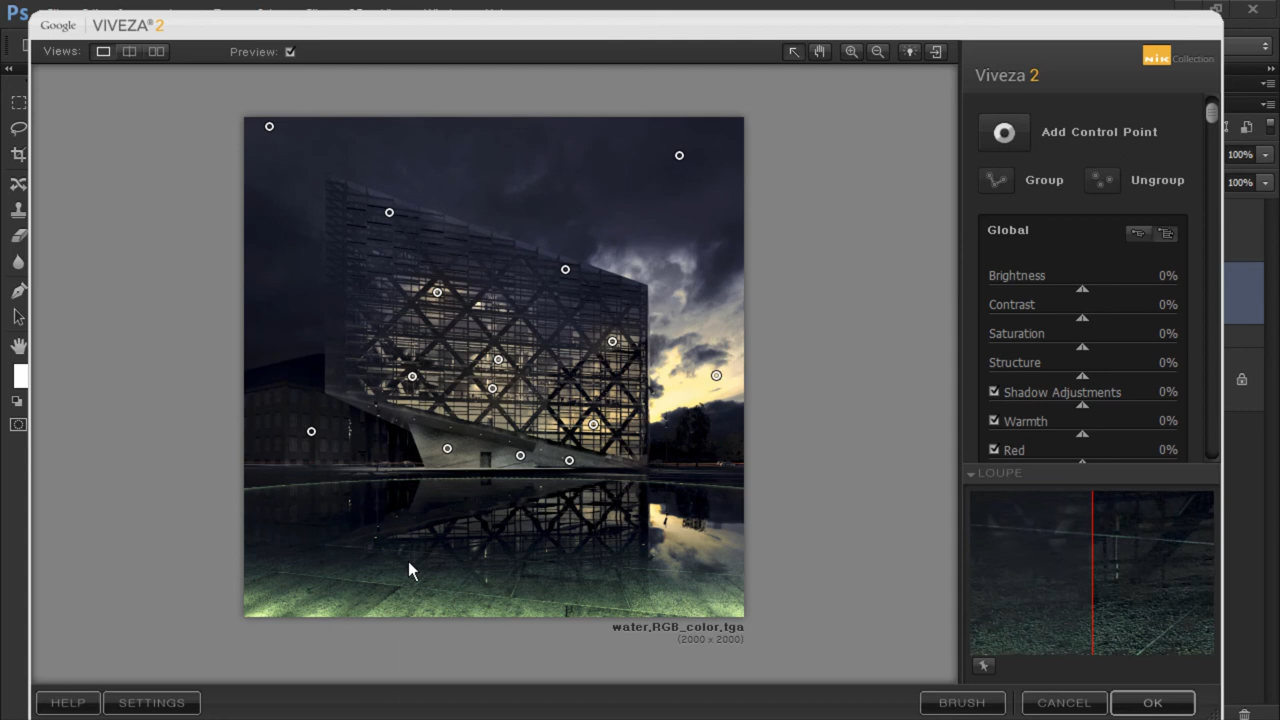 Ps
Google VIVEZA® 2
Views:
Preview:
NIK Collection
Viveza 2
Add Control Point
Group
Ungroup
100%
100%
Global
Brightness 0%
Contrast 0%
Saturation 0%
Structure 0%
Shadow Adjustments 0%
Warmth 0%
Red 0%
LOUPE
water,RGB_color,tga
(2000 x 2000)
HELP
SETTINGS
BRUSH
CANCEL
OK